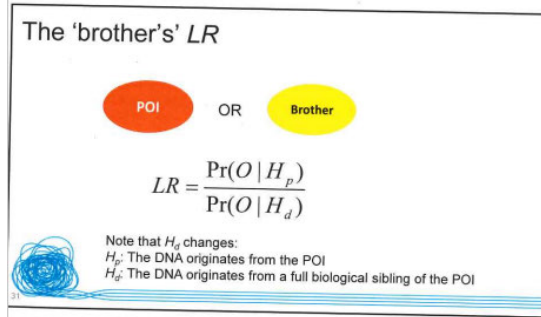 The 'brother's' LR
POI OR Brother
LR = Pr(O | Hp) / Pr(O | Hd)
Note that Hd changes:
Hp: The DNA originates from the POI
Hd: The DNA originates from a full biological sibling of the POI
31